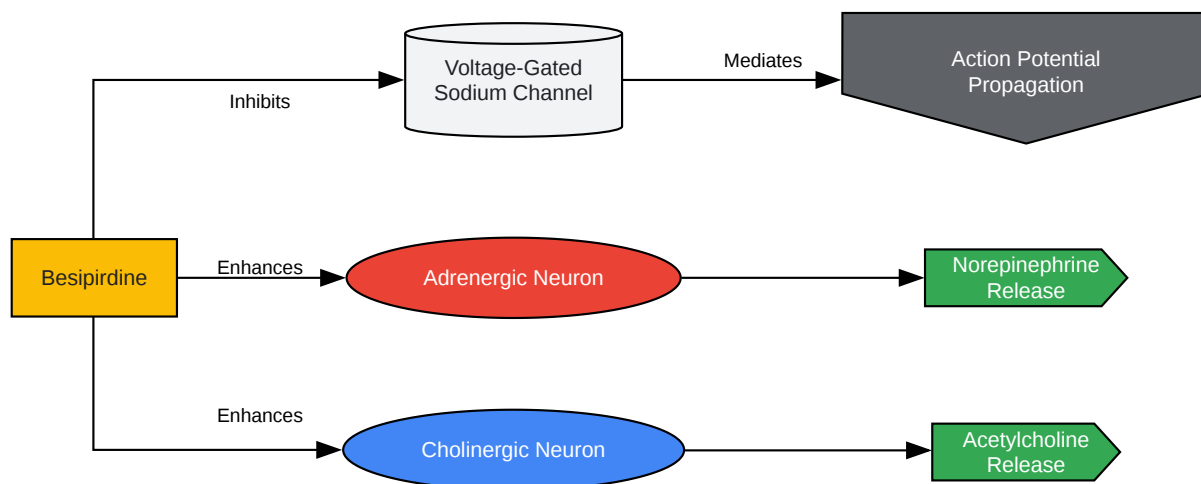 Voltage-Gated
Sodium Channel
Mediates
Action Potential
Propagation
Inhibits
Besipirdine
Enhances
Adrenergic Neuron
Norepinephrine
Release
Enhances
Cholinergic Neuron
Acetylcholine
Release